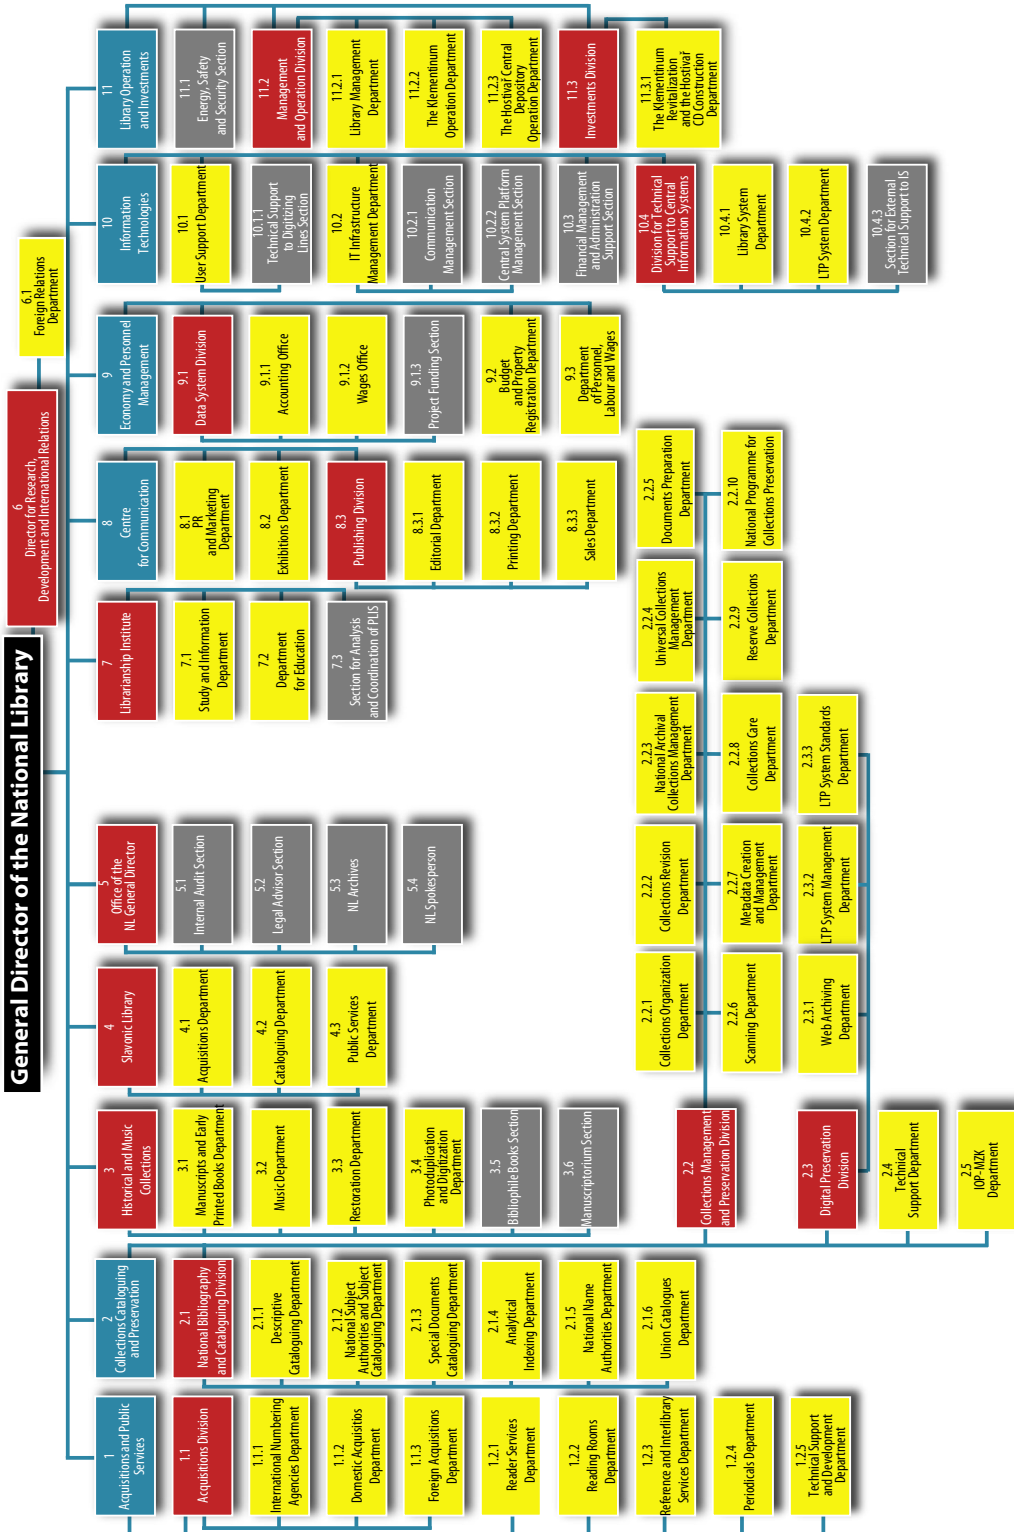 General Director of the National Library
6
Director for Research,
Development and International Relations
6.1
Foreign Relations
Department
1
Acquisitions and Public
Services
1.1
Acquisitions Division
1.1.1
International Numbering
Agencies Department
1.1.2
Domestic Acquisitios
Department
1.1.3
Foreign Acquisitions
Department
1.2.1
Reader Services
Department
1.2.2
Reading Rooms
Department
1.2.3
Reference and Interlibrary
Services Department
1.2.4
Periodicals Department
1.2.5
Technical Support
and Development
Department
2
Collections Cataloguing
and Preservation
2.1
National Bibliography
and Cataloguing Division
2.1.1
Descriptive
Cataloguing Department
2.1.2
National Subject
Authorities and Subject
Cataloguing Department
2.1.3
Special Documents
Cataloguing Department
2.1.4
Analytical
Indexing Department
2.1.5
National Name
Authorities Department
2.1.6
Union Catalogues
Department
2.2
Collections Management
and Preservation Division
2.2.1
Collections Organization
Department
2.2.2
Collections Revision
Department
2.2.3
National Archival
Collections Management
Department
2.2.4
Universal Collections
Management
Department
2.2.5
Documents Preparation
Department
2.2.6
Scanning Department
2.2.7
Metadata Creation
and Management
Department
2.2.8
Collections Care
Department
2.2.9
Reserve Collections
Department
2.2.10
National Programme for
Collections Preservation
2.3
Digital Preservation
Division
2.3.1
Web Archiving
Department
2.3.2
LTP System Management
Department
2.3.3
LTP System Standards
Department
2.4
Technical
Support Department
2.5
IOP-MZK
Department
3
Historical and Music
Collections
3.1
Manuscripts and Early
Printed Books Department
3.2
Music Department
3.3
Restoration Department
3.4
Photoduplication
and Digitization
Department
3.5
Bibliophile Books Section
3.6
Manuscriptorium Section
4
Slavonic Library
4.1
Acquisitions Department
4.2
Cataloguing Department
4.3
Public Services
Department
5
Office of the
NL General Director
5.1
Internal Audit Section
5.2
Legal Advisor Section
5.3
NL Archives
5.4
NL Spokesperson
7
Librarianship Institute
7.1
Study and Information
Department
7.2
Department
for Education
7.3
Section for Analysis
and Coordination of PLIS
8
Centre
for Communication
8.1
PR
and Marketing
Department
8.2
Exhibitions Department
8.3
Publishing Division
8.3.1
Editorial Department
8.3.2
Printing Department
8.3.3
Sales Department
9
Economy and Personnel
Management
9.1
Data System Division
9.1.1
Accounting Office
9.1.2
Wages Office
9.1.3
Project Funding Section
9.2
Budget
and Property
Registration Department
9.3
Department
of Personnel,
Labour and Wages
10
Information
Technologies
10.1
User Support Department
10.1.1
Technical Support
to Digitizing
Lines Section
10.2
IT Infrastructure
Management Department
10.2.1
Communication
Management Section
10.2.2
Central System Platform
Management Section
10.3
Financial Management
and Administration
Support Section
10.4
Division for Technical
Support to Central
Information Systems
10.4.1
Library System
Department
10.4.2
LTP System Department
10.4.3
Section for External
Technical Support to IS
11
Library Operation
and Investments
11.1
Energy, Safety
and Security Section
11.2
Management
and Operation Division
11.2.1
Library Management
Department
11.2.2
The Klementinum
Operation Department
11.2.3
The Hostivař Central
Depository
Operation Department
11.3
Investments Division
11.3.1
The Klementinum
Revitalization
and the Hostivař
CD Construction
Department